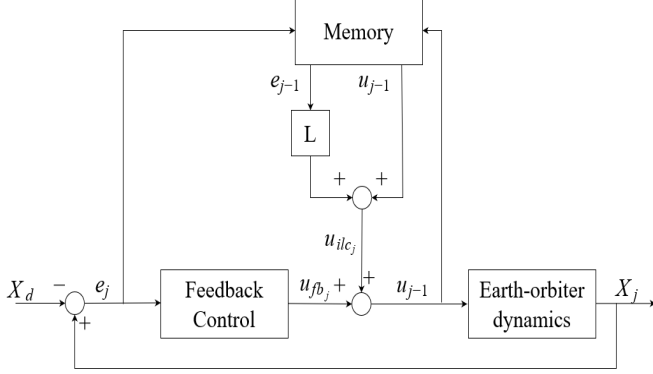 Memory
e_{j-1} u_{j-1}
L
+ +
u_{ilc_j}
X_d − e_j Feedback Control u_{fb_j} + + u_{j-1} Earth-orbiter dynamics X_j
+